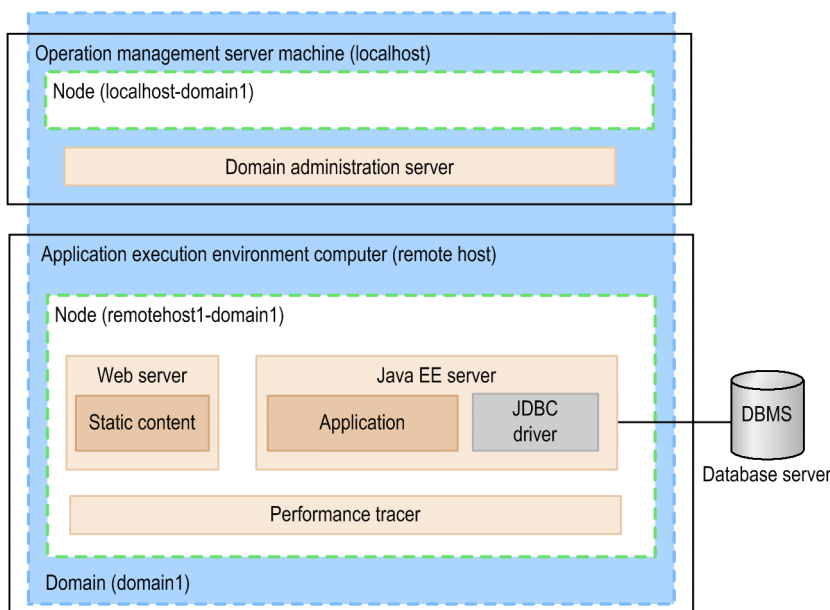 Operation management server machine (localhost)
Node (localhost-domain1)
Domain administration server
Application execution environment computer (remote host)
Node (remotehost1-domain1)
Web server
Static content
Java EE server
Application
JDBC
driver
DBMS
Database server
Performance tracer
Domain (domain1)